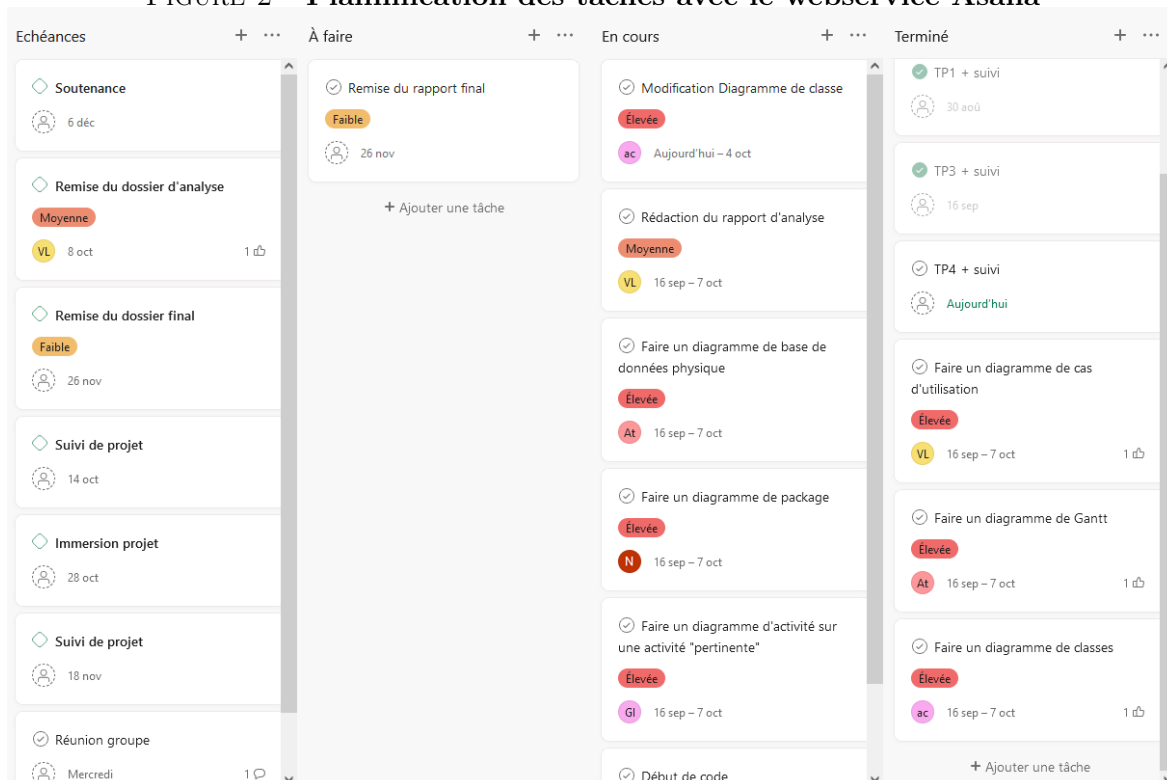 FIGURE 2 – Planification des tâches avec le webservice Asana
Echéances
Soutenance
6 déc
Remise du dossier d'analyse
Moyenne
VL 8 oct 1
Remise du dossier final
Faible
26 nov
Suivi de projet
14 oct
Immersion projet
28 oct
Suivi de projet
18 nov
Réunion groupe
Mercredi 1
À faire
Remise du rapport final
Faible
26 nov
+ Ajouter une tâche
En cours
Modification Diagramme de classe
Élevée
ac Aujourd'hui – 4 oct
Rédaction du rapport d'analyse
Moyenne
VL 16 sep – 7 oct
Faire un diagramme de base de
données physique
Élevée
At 16 sep – 7 oct
Faire un diagramme de package
Élevée
N 16 sep – 7 oct
Faire un diagramme d'activité sur
une activité "pertinente"
Élevée
GI 16 sep – 7 oct
Début de code
Terminé
TP1 + suivi
30 aoû
TP3 + suivi
16 sep
TP4 + suivi
Aujourd'hui
Faire un diagramme de cas
d'utilisation
Élevée
VL 16 sep – 7 oct 1
Faire un diagramme de Gantt
Élevée
At 16 sep – 7 oct 1
Faire un diagramme de classes
Élevée
ac 16 sep – 7 oct 1
+ Ajouter une tâche